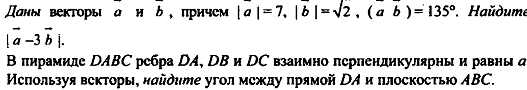 Даны векторы a⃗ и b⃗, причем |a⃗|=7, |b⃗|=√2, (a⃗ b⃗)=135°. Найдите
|a⃗ −3 b⃗|.
В пирамиде DABC ребра DA, DB и DC взаимно перпендикулярны и равны a
Используя векторы, найдите угол между прямой DA и плоскостью ABC.